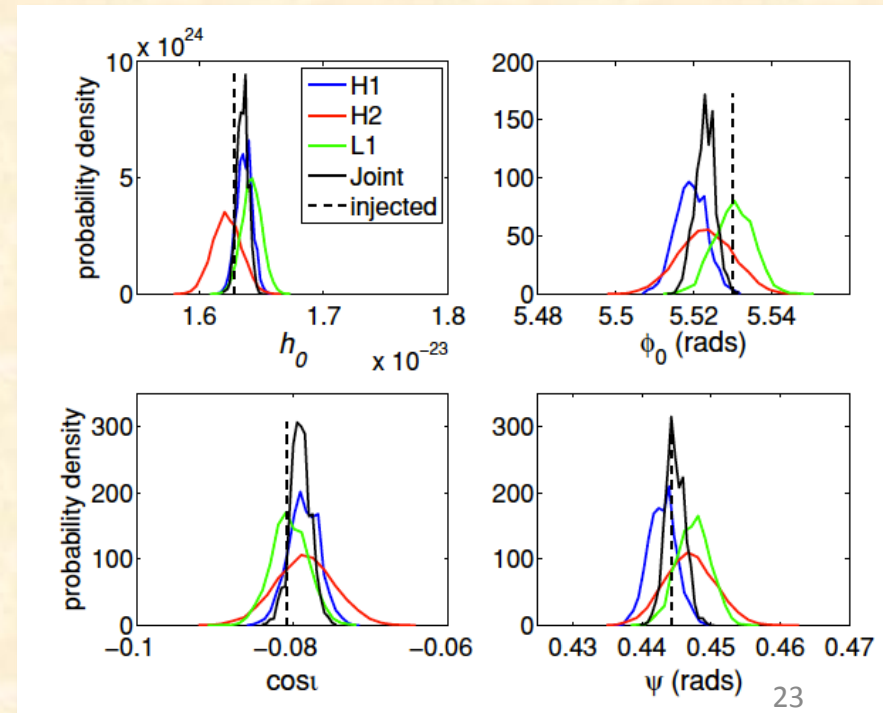 x 10^24
10
5
0
probability density
1.6
1.7
1.8
h_0
x 10^−23
H1
H2
L1
Joint
injected
200
150
100
50
0
5.48
5.5
5.52
5.54
ϕ_0 (rads)
300
200
100
0
probability density
−0.1
−0.08
−0.06
cosι
300
200
100
0
0.43
0.44
0.45
0.46
0.47
ψ (rads)
23